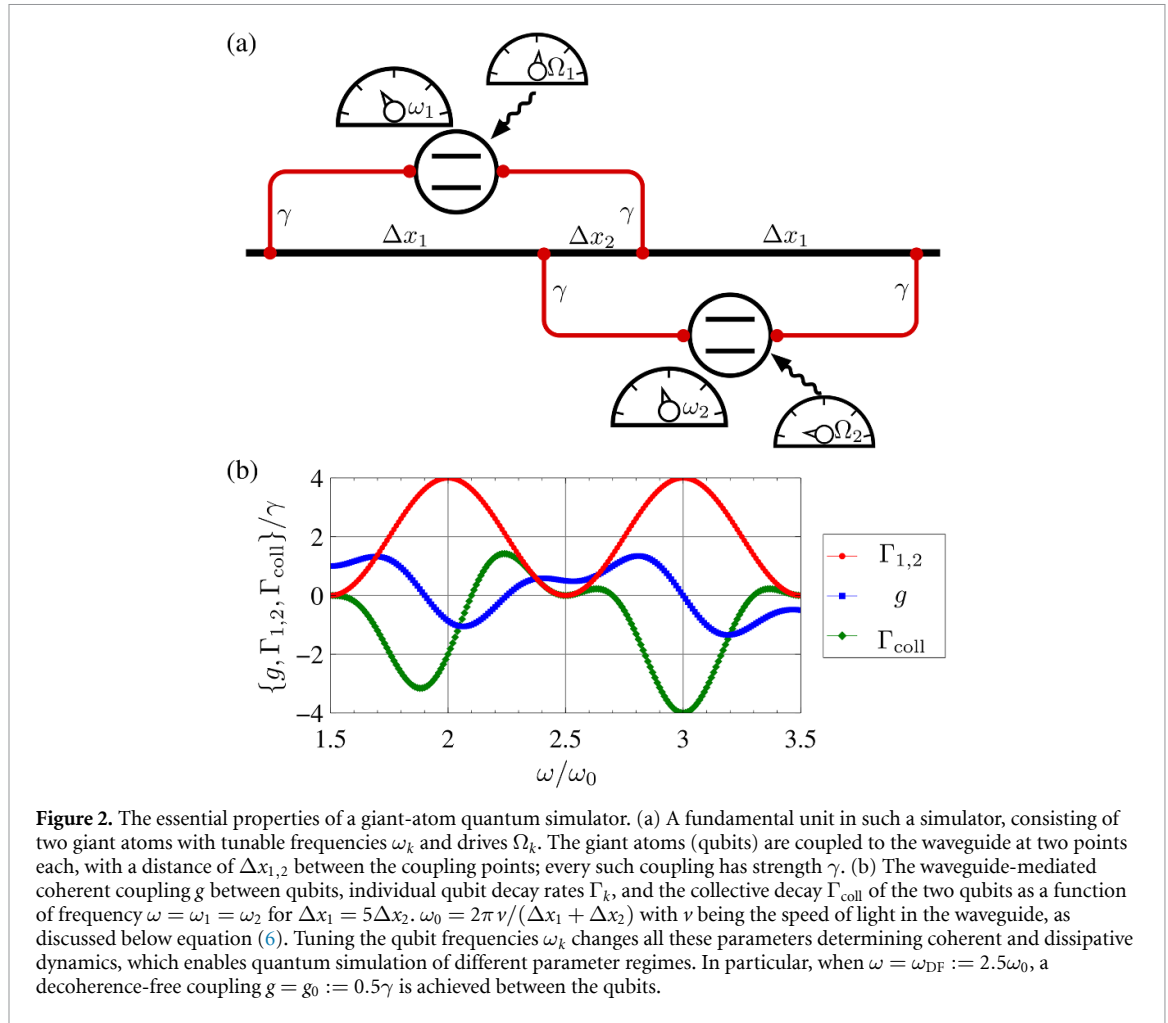 (a)
Ω₁
ω₁
γ
γ
Δx₁
Δx₂
Δx₁
γ
γ
ω₂
Ω₂
(b)
{g, Γ₁,₂, Γcoll}/γ
4
2
0
−2
−4
1.5
2
2.5
3
3.5
ω/ω₀
Γ₁,₂
g
Γcoll
Figure 2. The essential properties of a giant-atom quantum simulator. (a) A fundamental unit in such a simulator, consisting of
two giant atoms with tunable frequencies ωₖ and drives Ωₖ. The giant atoms (qubits) are coupled to the waveguide at two points
each, with a distance of Δx₁,₂ between the coupling points; every such coupling has strength γ. (b) The waveguide-mediated
coherent coupling g between qubits, individual qubit decay rates Γₖ, and the collective decay Γcoll of the two qubits as a function
of frequency ω = ω₁ = ω₂ for Δx₁ = 5Δx₂. ω₀ = 2πν/(Δx₁ + Δx₂) with ν being the speed of light in the waveguide, as
discussed below equation (6). Tuning the qubit frequencies ωₖ changes all these parameters determining coherent and dissipative
dynamics, which enables quantum simulation of different parameter regimes. In particular, when ω = ωDF := 2.5ω₀, a
decoherence-free coupling g = g₀ := 0.5γ is achieved between the qubits.